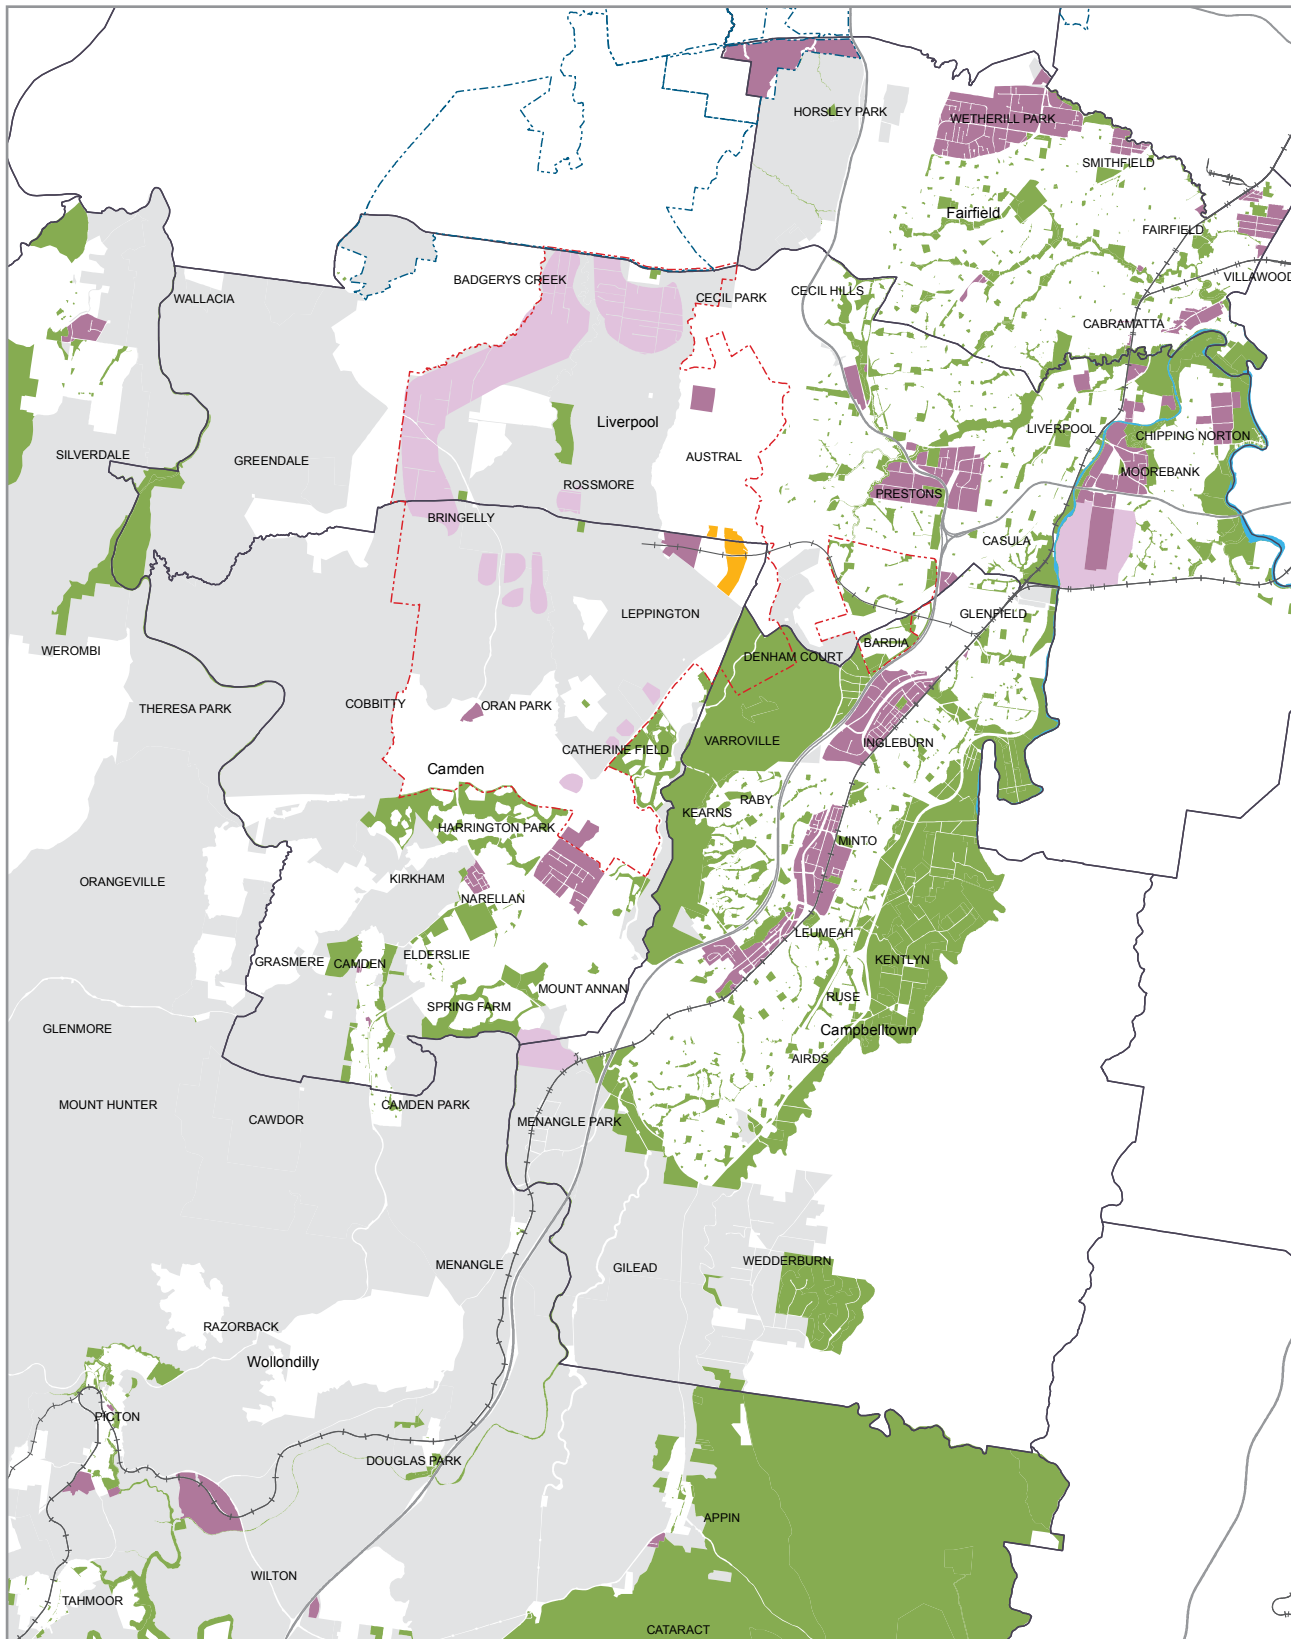 HORSLEY PARK
WETHERILL PARK
SMITHFIELD
Fairfield
FAIRFIELD
VILLAWOOD
BADGERYS CREEK
CECIL PARK
CECIL HILLS
WALLACIA
CABRAMATTA
Liverpool
LIVERPOOL
CHIPPING NORTON
SILVERDALE
GREENDALE
AUSTRAL
MOOREBANK
ROSSMORE
PRESTONS
BRINGELLY
CASULA
LEPPINGTON
GLENFIELD
WEROMBI
BARDIA
DENHAM COURT
THERESA PARK
COBBITTY
ORAN PARK
VARROVILLE
INGLEBURN
CATHERINE FIELD
Camden
RABY
KEARNS
HARRINGTON PARK
MINTO
ORANGEVILLE
KIRKHAM
NARELLAN
LEUMEAH
ELDERSLIE
GRASMERE
CAMDEN
KENTLYN
MOUNT ANNAN
RUSE
SPRING FARM
GLENMORE
Campbelltown
AIRDS
MOUNT HUNTER
CAMDEN PARK
CAWDOR
MENANGLE PARK
MENANGLE
GILEAD
WEDDERBURN
RAZORBACK
Wollondilly
PICTON
DOUGLAS PARK
APPIN
WILTON
TAHMOOR
CATARACT